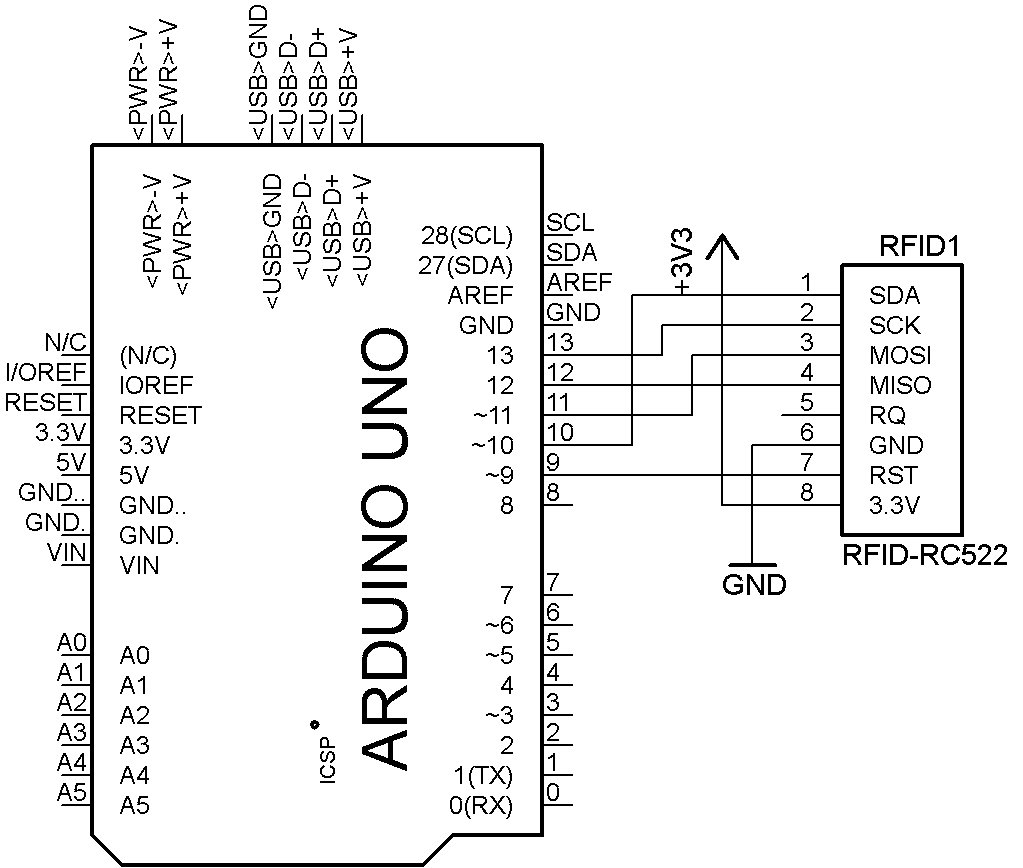 <PWR>-V
<PWR>+V
<USB>GND
<USB>D-
<USB>D+
<USB>+V
<PWR>-V
<PWR>+V
<USB>GND
<USB>D-
<USB>D+
<USB>+V
N/C
I/OREF
RESET
3.3V
5V
GND..
GND.
VIN
(N/C)
IOREF
RESET
3.3V
5V
GND..
GND.
VIN
A0
A1
A2
A3
A4
A5
A0
A1
A2
A3
A4
A5
ICSP
ARDUINO UNO
28(SCL)
27(SDA)
AREF
GND
13
12
~11
~10
~9
8
7
~6
~5
4
~3
2
1(TX)
0(RX)
SCL
SDA
AREF
GND
13
12
11
10
9
8
7
6
5
4
3
2
1
0
+3V3
GND
RFID1
1 SDA
2 SCK
3 MOSI
4 MISO
5 RQ
6 GND
7 RST
8 3.3V
RFID-RC522